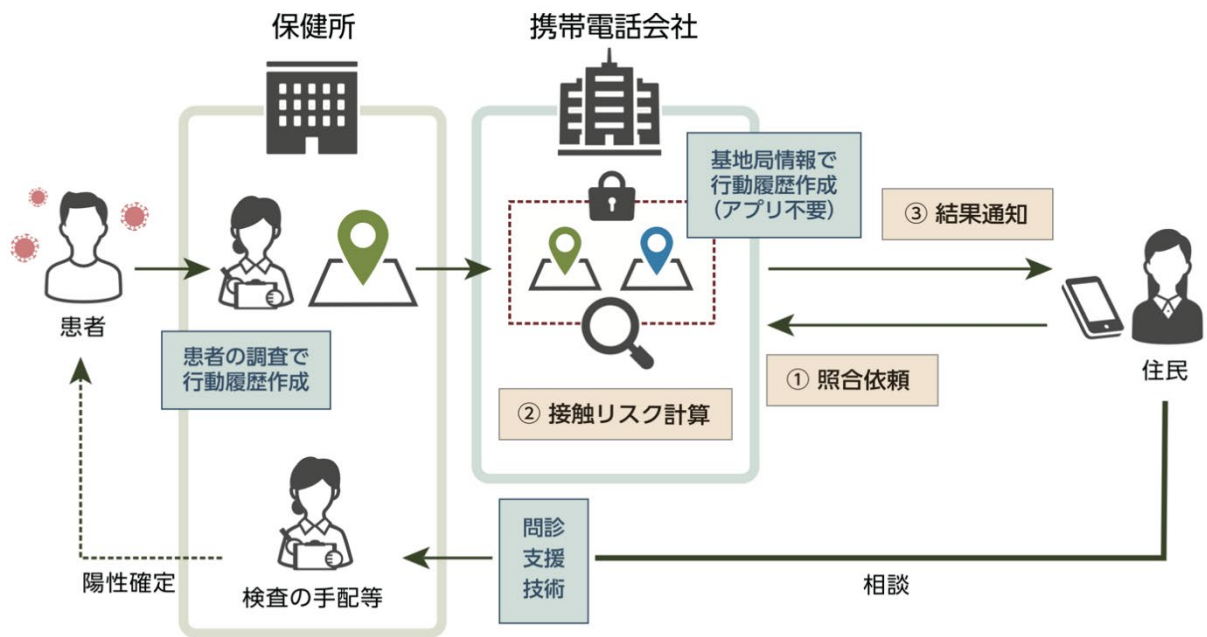 保健所
携帯電話会社
基地局情報で
行動履歴作成
(アプリ不要)
③ 結果通知
患者
患者の調査で
行動履歴作成
① 照合依頼
住民
② 接触リスク計算
問診
支援
技術
陽性確定
検査の手配等
相談